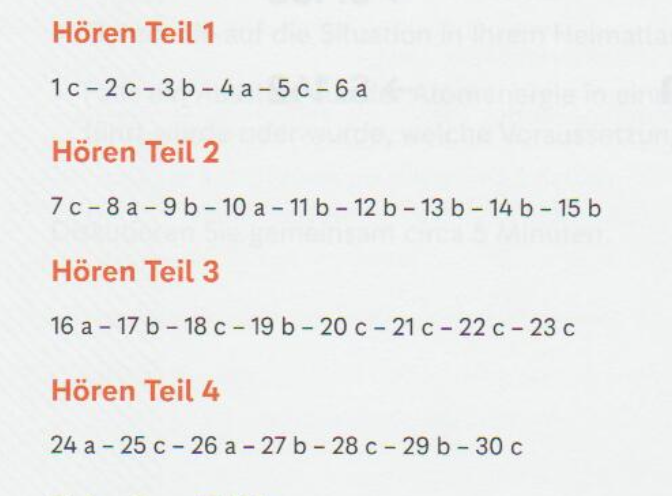 Hören Teil 1
1 c – 2 c – 3 b – 4 a – 5 c – 6 a
Hören Teil 2
7 c – 8 a – 9 b – 10 a – 11 b – 12 b – 13 b – 14 b – 15 b
Hören Teil 3
16 a – 17 b – 18 c – 19 b – 20 c – 21 c – 22 c – 23 c
Hören Teil 4
24 a – 25 c – 26 a – 27 b – 28 c – 29 b – 30 c